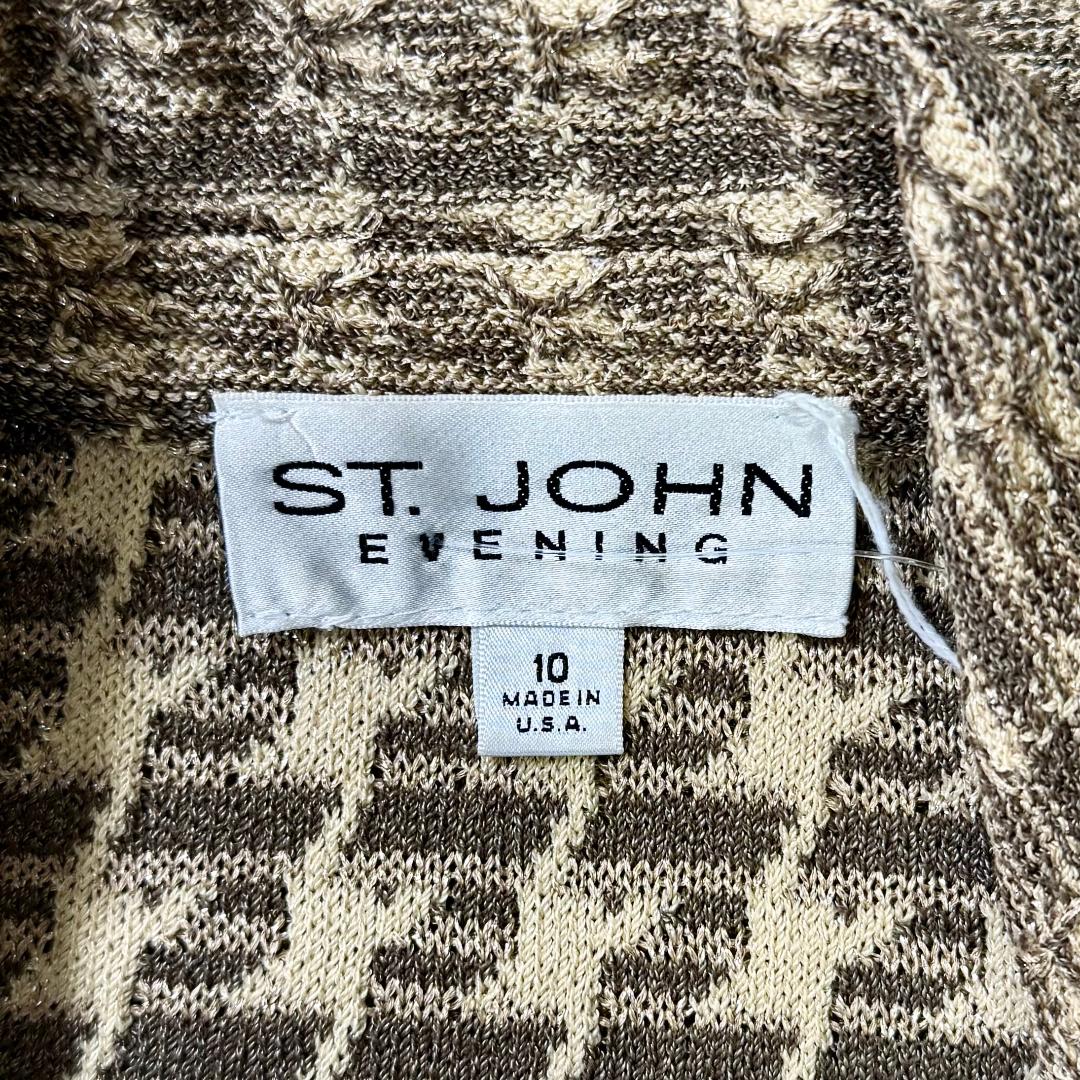 ST. JOHN
EVENING
10
MADE IN
U.S.A.